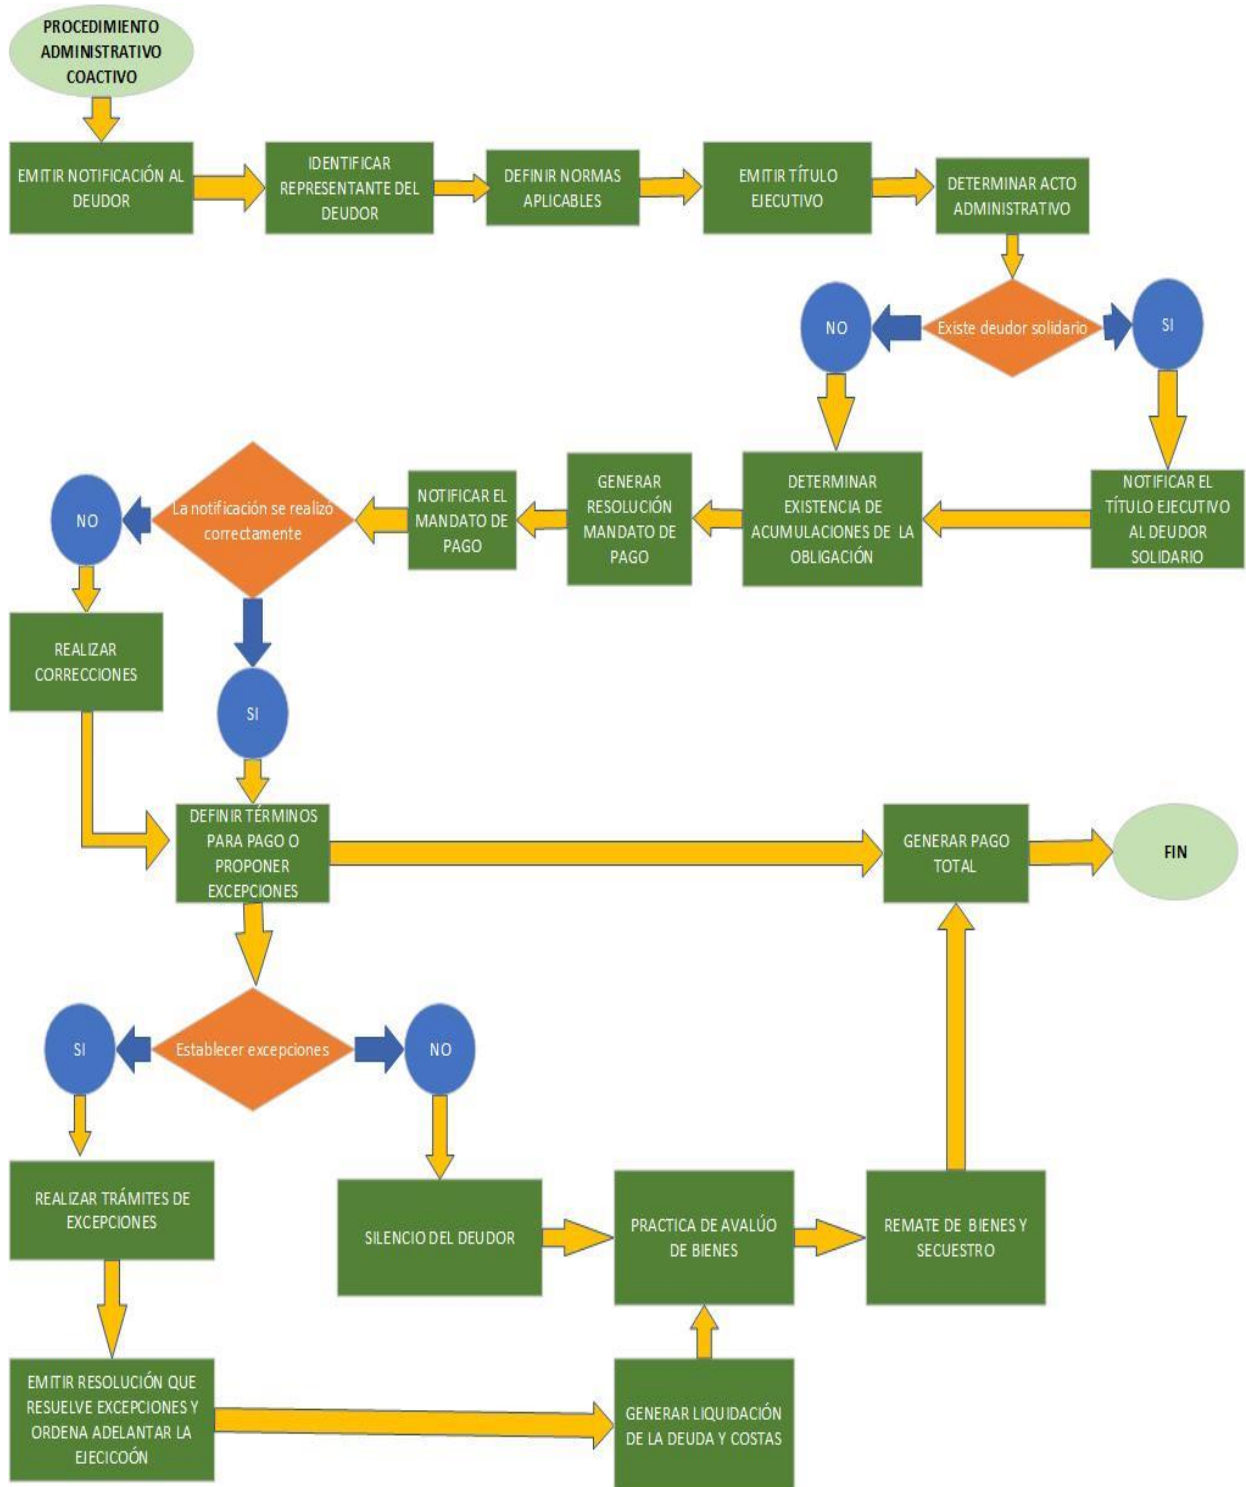 PROCEDIMIENTO
ADMINISTRATIVO
COACTIVO
EMITIR NOTIFICACIÓN AL
DEUDOR
IDENTIFICAR
REPRESENTANTE DEL
DEUDOR
DEFINIR NORMAS
APLICABLES
EMITIR TÍTULO
EJECUTIVO
DETERMINAR ACTO
ADMINISTRATIVO
Existe deudor solidario
NO
SI
NOTIFICAR EL
TÍTULO EJECUTIVO
AL DEUDOR
SOLIDARIO
DETERMINAR
EXISTENCIA DE
ACUMULACIONES DE LA
OBLIGACIÓN
GENERAR
RESOLUCIÓN
MANDATO DE
PAGO
NOTIFICAR EL
MANDATO DE
PAGO
La notificación se realizó
correctamente
NO
REALIZAR
CORRECCIONES
SI
DEFINIR TÉRMINOS
PARA PAGO O
PROPONER
EXCEPCIONES
GENERAR PAGO
TOTAL
FIN
Establecer excepciones
SI
NO
REALIZAR TRÁMITES DE
EXCEPCIONES
SILENCIO DEL DEUDOR
PRACTICA DE AVALÚO
DE BIENES
REMATE DE BIENES Y
SECUESTRO
EMITIR RESOLUCIÓN QUE
RESUELVE EXCEPCIONES Y
ORDENA ADELANTAR LA
EJECICOÓN
GENERAR LIQUIDACIÓN
DE LA DEUDA Y COSTAS